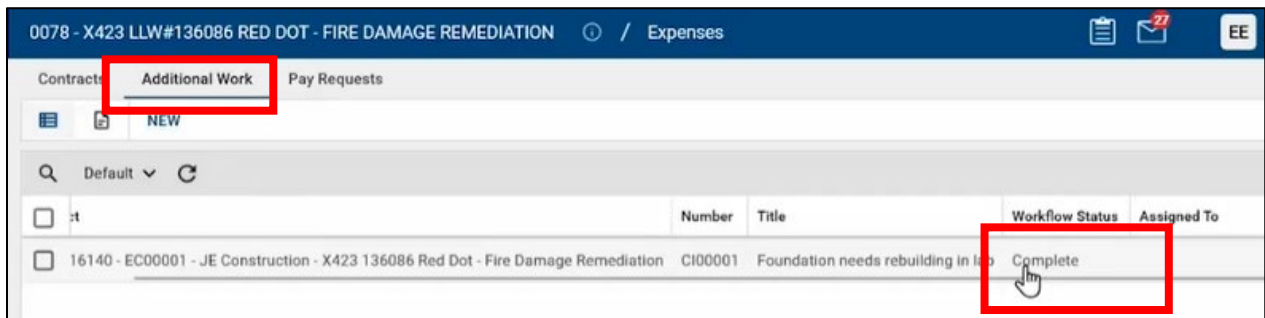 0078 - X423 LLW#136086 RED DOT - FIRE DAMAGE REMEDIATION / Expenses 27 EE
Contracts Additional Work Pay Requests
NEW
Default
:t Number Title Workflow Status Assigned To
16140 - EC00001 - JE Construction - X423 136086 Red Dot - Fire Damage Remediation CI00001 Foundation needs rebuilding in lab Complete